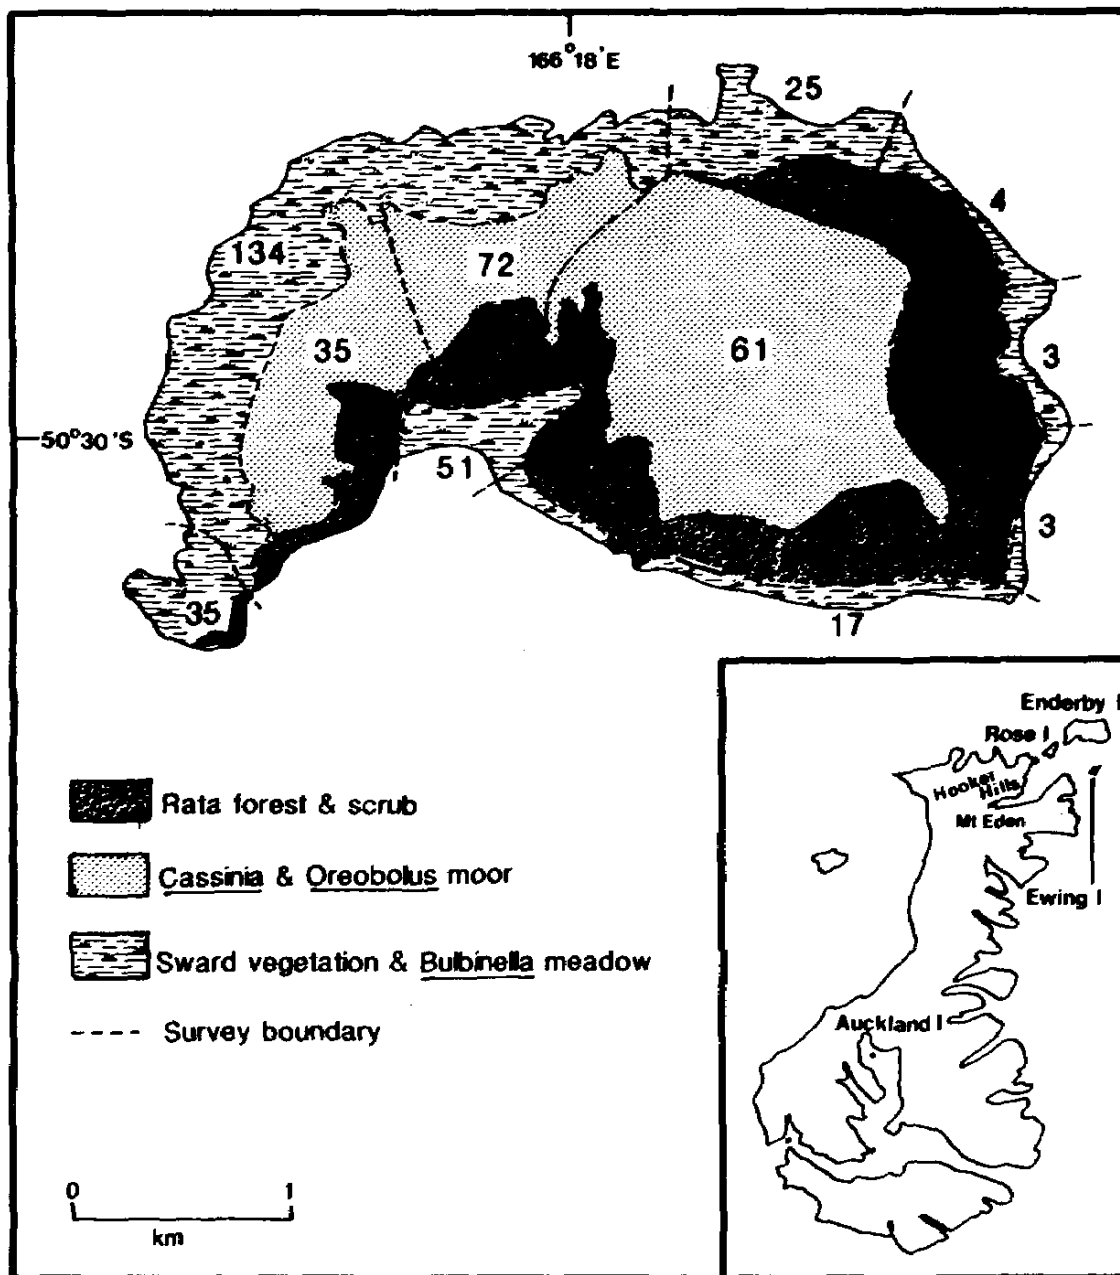 166°18'E
25
4
134
72
35
61
3
50°30'S
51
3
35
17
Enderby I
Rose I
Hooker
Hills
Mt Eden
Ewing I
Auckland I
Rata forest & scrub
Cassinia & Oreobolus moor
Sward vegetation & Bulbinella meadow
Survey boundary
0 1
km